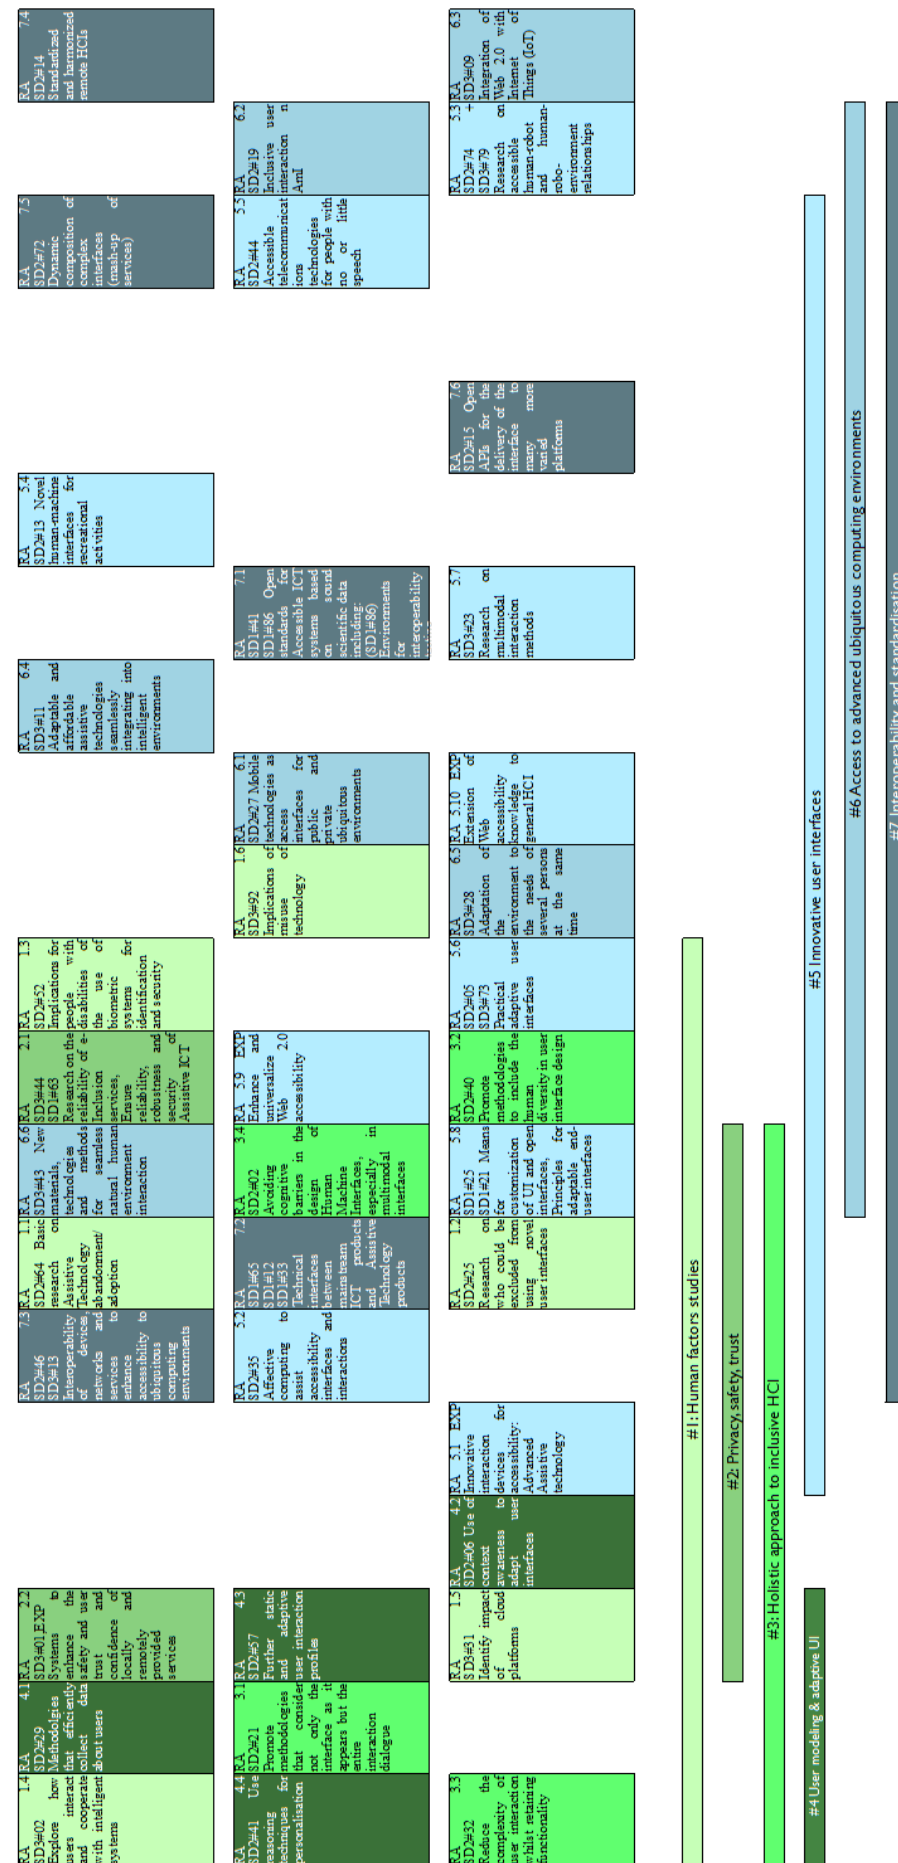 RA 7.4
SD2#14
Standardized
and harmonized
remote HCIs
RA 7.5
SD2#72
Dynamic
composition of
complex
interfaces
(mash-up of
services)
RA 5.4
SD2#13 Novel
human-machine
interfaces for
recreational
activities
RA 6.4
SD3#11
Adaptable and
affordable
assistive
technologies
seamlessly
integrating into
intelligent
environments
RA 1.3
SD2#52
Implications for
people with
disabilities of
the use of
biometric
systems for
identification
and security
RA 2.1
SD3#44
SD1#63
Research on the
reliability of e-
Inclusion
services,
Ensure
reliability,
robustness and
security of
Assistive ICT
RA 6.6
SD3#43 New
materials,
technologies
and methods
for seamless
natural human
environment
interaction
RA 1.1
SD2#64 Basic
research on
Assistive
Technology
abandonment/
adoption
RA 7.3
SD2#46
SD3#13
Interoperability
of devices,
networks and
services to
enhance
accessibility to
ubiquitous
computing
environments
RA 2.2
SD3#01,EXP
Systems to
enhance the
safety and user
trust and
confidence of
locally and
remotely
provided
services
RA 4.1
SD2#29
Methodolgies
that efficiently
collect data
about users
RA 1.4
SD3#02
Explore how
users interact
and cooperate
with intelligent
systems
RA 6.2
SD2#19
Inclusive user
interaction n
AmI
RA 5.5
SD2#44
Accessible
telecommunicat
ions
technologies
for people with
no or little
speech
RA 7.1
SD1#41
SD1#86 Open
standards for
Accessible ICT
systems based
on sound
scientific data
including:
(SD1#86)
Environments
for
interoperability
RA 6.1
SD2#27 Mobile
technologies as
access
interfaces for
public and
private
ubiquitous
environments
RA 1.6
SD3#92
Implications of
misuse of
technology
RA 5.9 EXP
Enhance and
universalize
Web 2.0
accessibility
RA 3.4
SD2#02
Avoiding
cognitive
barriers in the
design of
Human
Machine
Interfaces,
especially in
multimodal
interfaces
RA 7.2
SD1#65
SD1#12
SD1#33
Technical
interfaces
between
mainstream
ICT products
and Assistive
Technology
products
RA 5.2
SD2#35
Affective
computing to
assist
accessibility and
interfaces and
interactions
RA 4.3
SD2#57
Further static
and adaptive
user interaction
profiles
RA 3.1
SD2#21
Promote
methodologies
that consider
not only the
interface as it
appears but the
entire
interaction
dialogue
RA 4.4
SD2#41 Use
reasoning
techniques for
personalisation
RA 6.3
SD3#09
Integration of
Web 2.0 with
Internet of
Things (IoT)
RA 5.3
SD2#74 +
SD3#79
Research on
accessible
human-robot
and human-
robo-
environment
relationships
RA 7.6
SD2#15 Open
APIs for the
delivery of the
interface to
many more
varied
platforms
RA 5.7
SD3#23
Research on
multimodal
interaction
methods
RA 5.10 EXP
Extension of
Web
accessibility
knowledge to
general HCI
RA 6.5
SD3#28
Adaptation of
the
environment to
the needs of
several persons
at the same
time
RA 5.6
SD2#05
SD3#73
Practical user
adaptive
interfaces
RA 3.2
SD2#40
Promote
methodologies
to include the
human
diversity in user
interface design
RA 5.8
SD1#25
SD1#21 Means
for
customization
of UI and open
interfaces,
Principles for
adaptable end-
user interfaces
RA 1.2
SD2#25
Research on
who could be
excluded from
using novel
user interfaces
RA 5.1 EXP
Innovative
interaction
devices for
accessibility:
Advanced
Assistive
technology
RA 4.2
SD2#06 Use of
context
awareness to
adapt user
interfaces
RA 1.5
SD3#31
Identify impact
of cloud
platforms
RA 3.3
SD2#32
Reduce the
complexity of
user interaction
whilst retaining
functionality
#1: Human factors studies
#2: Privacy, safety, trust
#3: Holistic approach to inclusive HCI
#4 User modeling & adaptive UI
#5 Innovative user interfaces
#6 Access to advanced ubiquitous computing environments
#7 Interoperability and standardisation